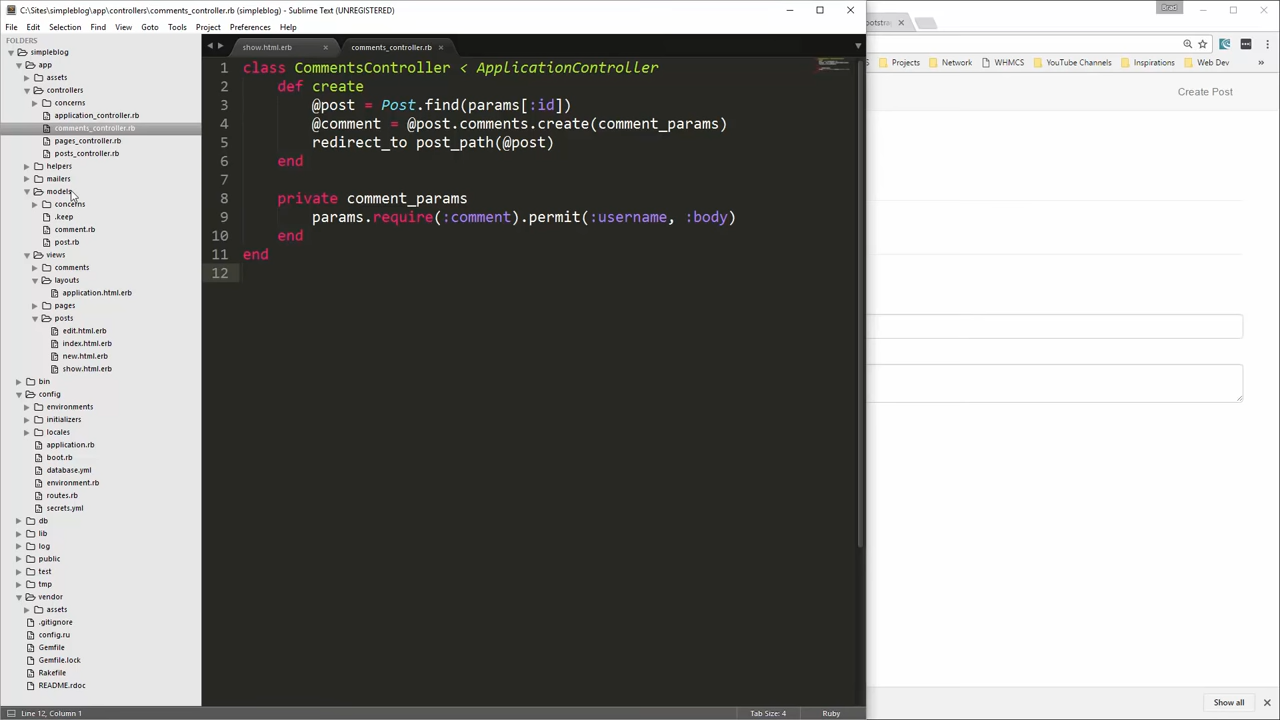 C:\Sites\simpleblog\app\controllers\comments_controller.rb (simpleblog) - Sublime Text (UNREGISTERED)
Brad
File Edit Selection Find View Goto Tools Project Preferences Help
ootstro
FOLDERS
simpleblog
app
assets
controllers
concerns
application_controller.rb
comments_controller.rb
pages_controller.rb
posts_controller.rb
helpers
mailers
models
concerns
.keep
comment.rb
post.rb
views
comments
layouts
application.html.erb
pages
posts
edit.html.erb
index.html.erb
new.html.erb
show.html.erb
bin
config
environments
initializers
locales
application.rb
boot.rb
database.yml
environment.rb
routes.rb
secrets.yml
db
lib
log
public
test
tmp
vendor
assets
.gitignore
config.ru
Gemfile
Gemfile.lock
Rakefile
README.rdoc
show.html.erb comments_controller.rb
1 class CommentsController < ApplicationController
2 def create
3 @post = Post.find(params[:id])
4 @comment = @post.comments.create(comment_params)
5 redirect_to post_path(@post)
6 end
7
8 private comment_params
9 params.require(:comment).permit(:username, :body)
10 end
11 end
12
Projects Network WHMCS YouTube Channels Inspirations Web Dev
Create Post
Show all
Line 12, Column 1 Tab Size: 4 Ruby